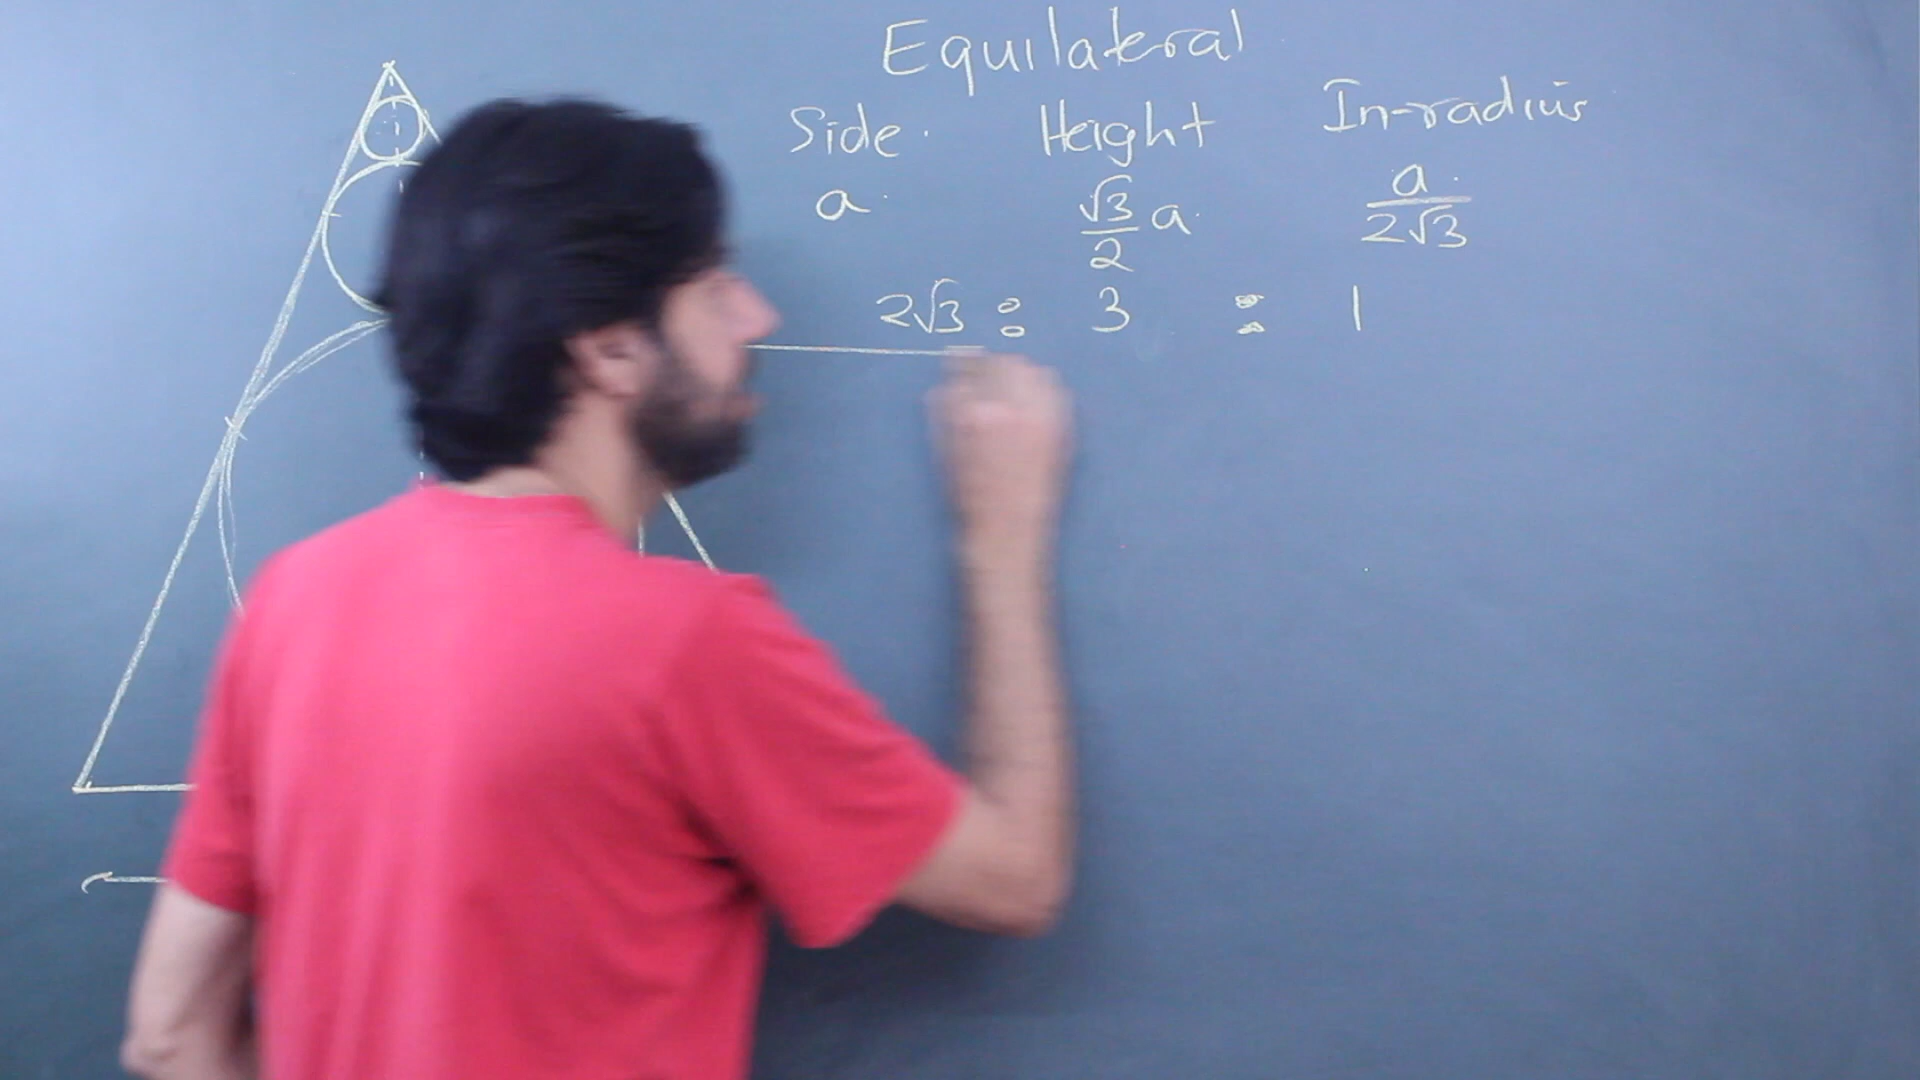 Equilateral
Side. Height In-radius
a. √3/2 a. a./2√3
2√3 : 3 : 1